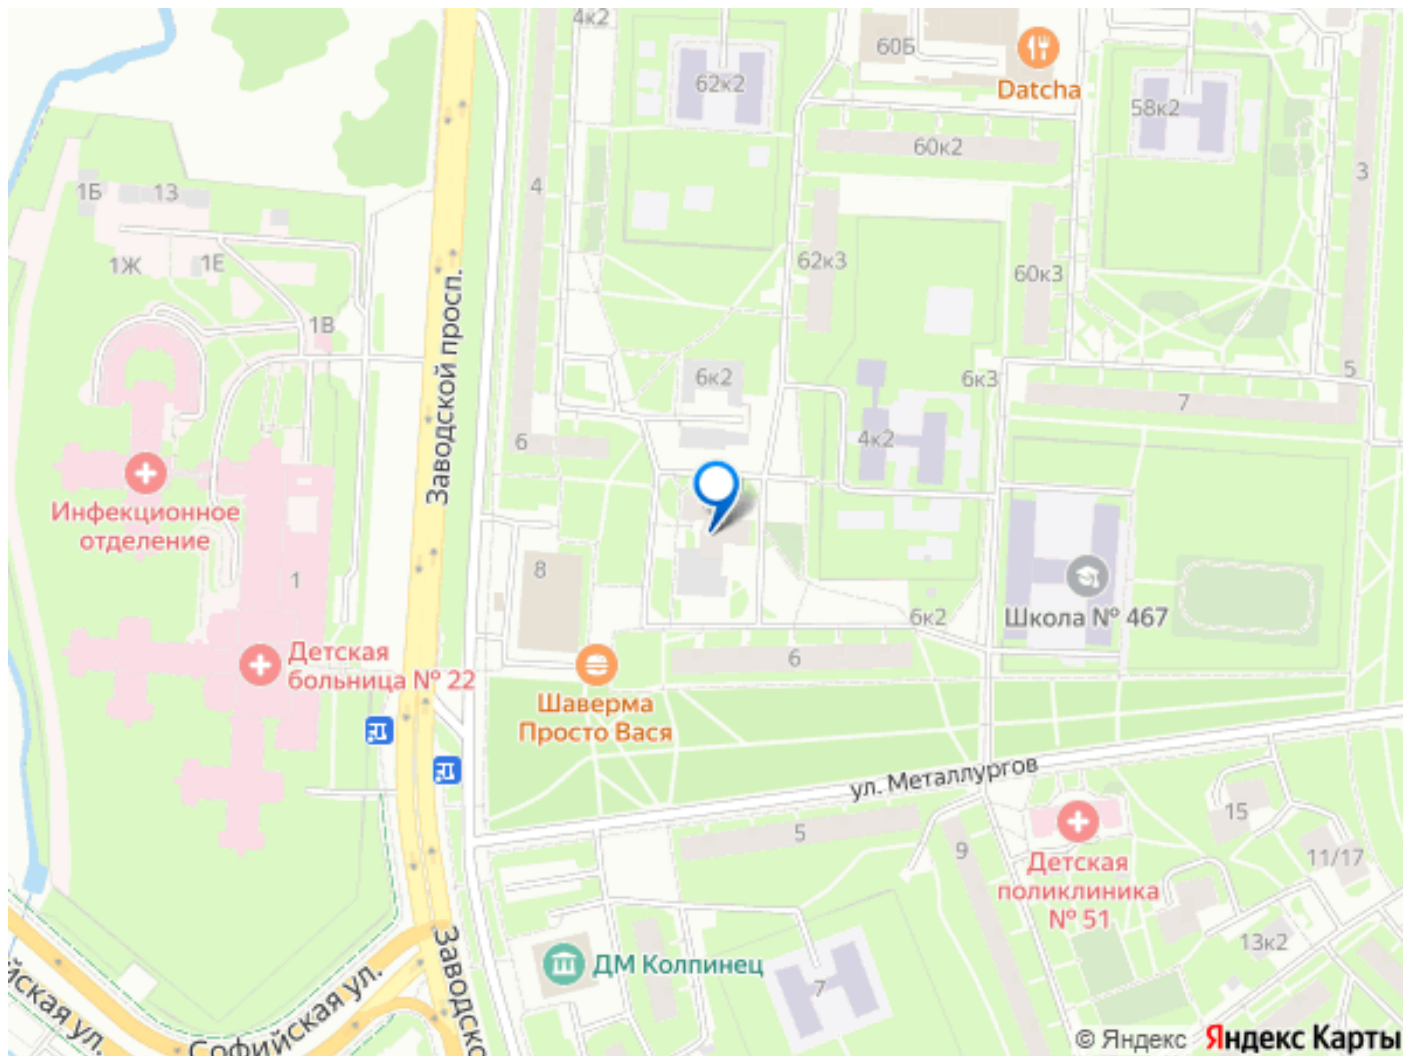 4к2
60Б
Datcha
62к2
58к2
60к2
3
4
1Б
13
1Ж
1Е
62к3
60к3
1В
Заводской просп.
6к2
6к3
5
7
6
4к2
Инфекционное
отделение
8
1
Школа № 467
6к2
Детская
больница № 22
6
Шаверма
Просто Вася
ул. Металлургов
5
15
9
Детская
поликлиника
№ 51
11/17
13к2
ДМ Колпинец
7
Заводско
йская ул.
Софийская ул.
© Яндекс Яндекс Карты